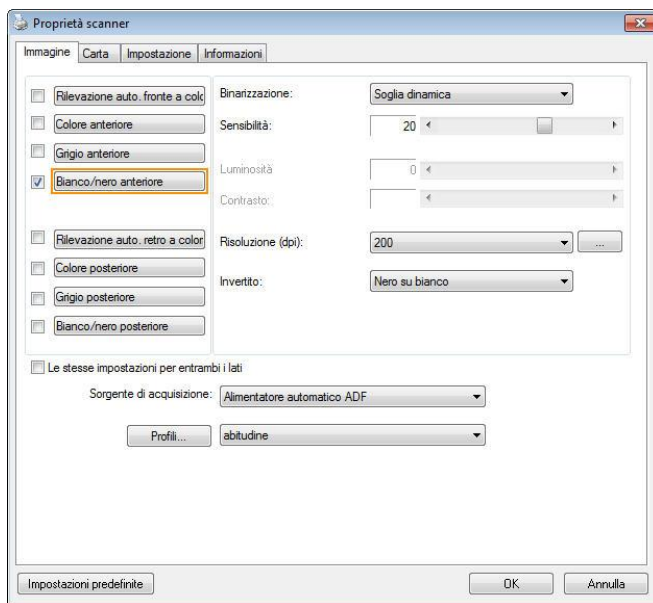 Proprietà scanner
Immagine Carta Impostazione Informazioni
Rilevazione auto. fronte a colo
Colore anteriore
Grigio anteriore
Bianco/nero anteriore
Rilevazione auto. retro a color
Colore posteriore
Grigio posteriore
Bianco/nero posteriore
Binarizzazione: Soglia dinamica
Sensibilità: 20
Luminosità 0
Contrasto:
Risoluzione (dpi): 200 ...
Invertito: Nero su bianco
Le stesse impostazioni per entrambi i lati
Sorgente di acquisizione: Alimentatore automatico ADF
Profili... abitudine
Impostazioni predefinite OK Annulla